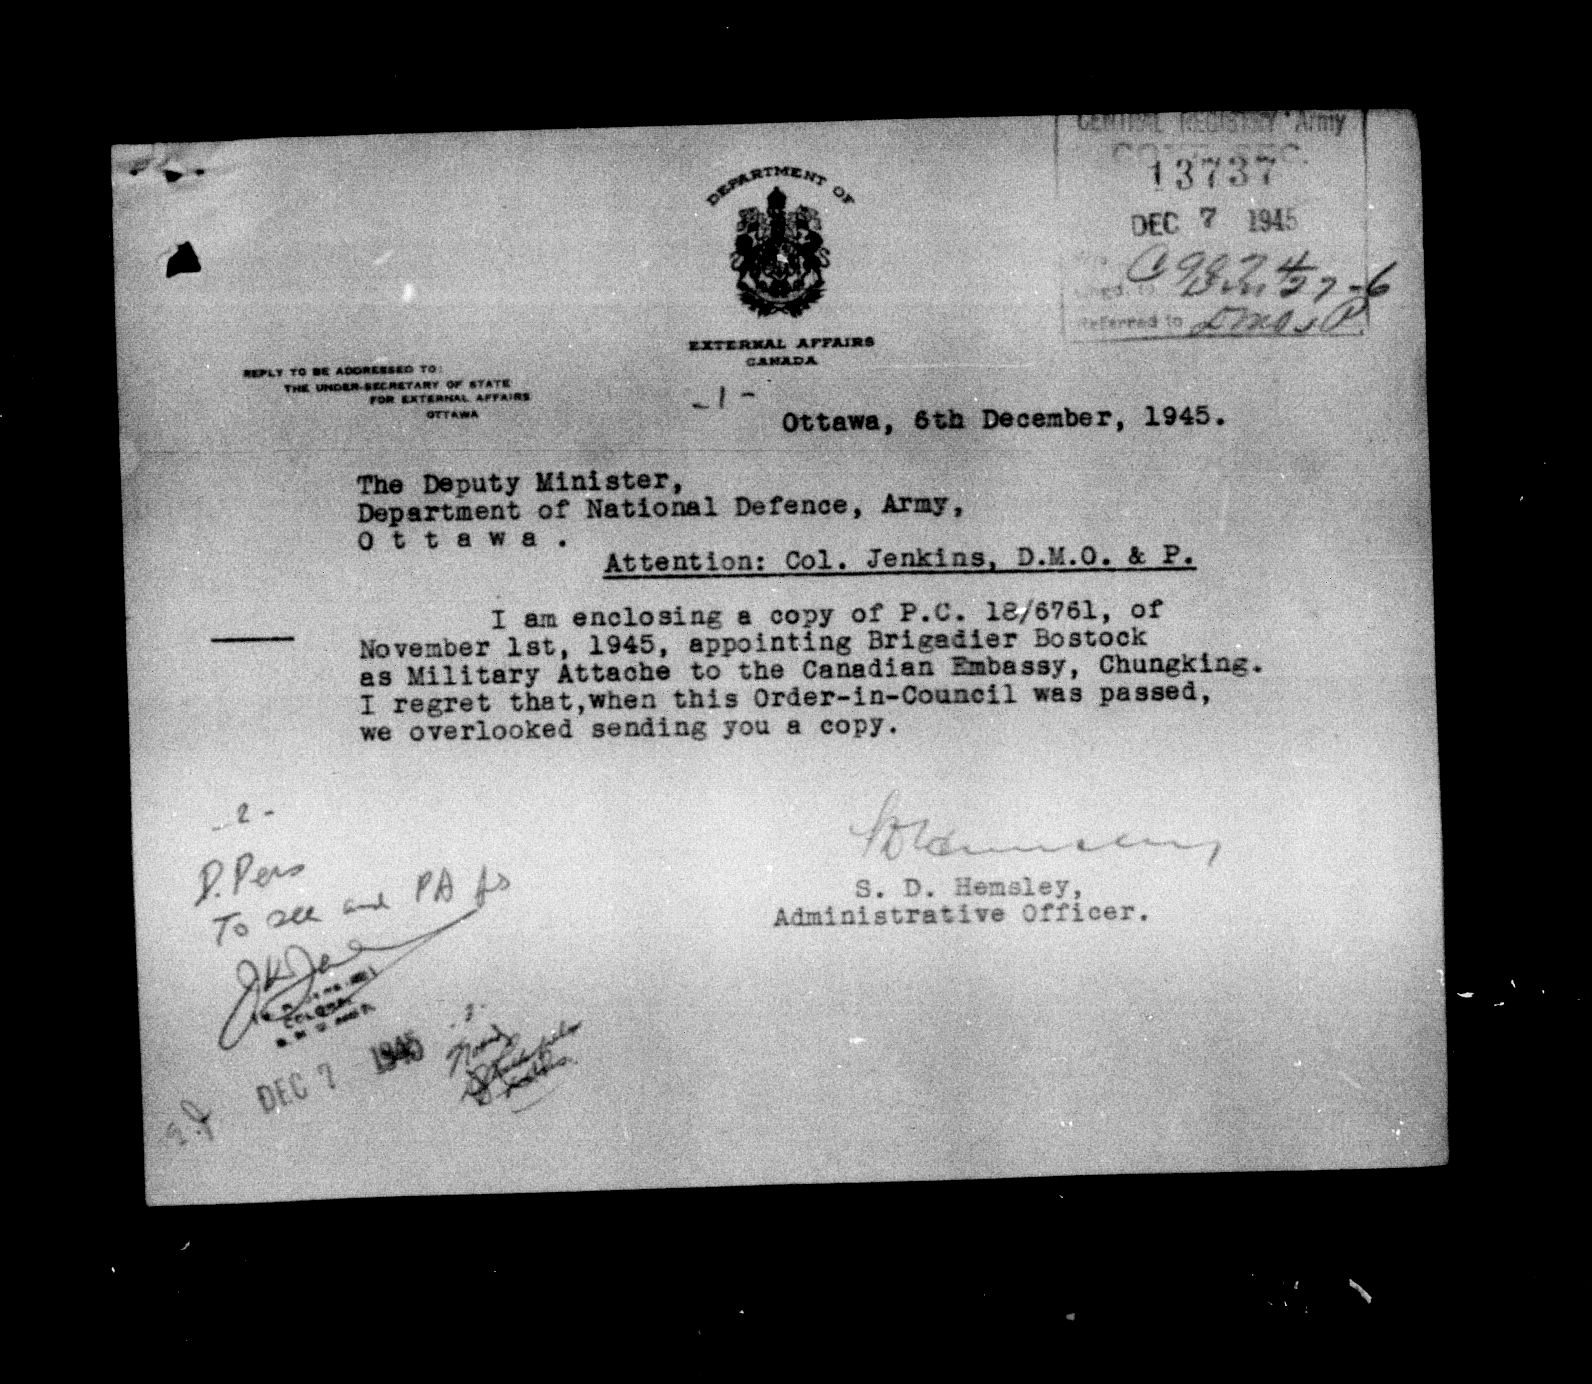 CENTRAL REGISTRY Army
13737
DEC 7 1945
Referred to
DEPARTMENT OF
EXTERNAL AFFAIRS
CANADA
REPLY TO BE ADDRESSED TO:
THE UNDER-SECRETARY OF STATE
FOR EXTERNAL AFFAIRS
OTTAWA
-1-
Ottawa, 6th December, 1945.
The Deputy Minister,
Department of National Defence, Army,
O t t a w a .
Attention: Col. Jenkins, D.M.O. & P.
I am enclosing a copy of P.C. 18/6761, of
November 1st, 1945, appointing Brigadier Bostock
as Military Attache to the Canadian Embassy, Chungking.
I regret that,when this Order-in-Council was passed,
we overlooked sending you a copy.
S. D. Hemsley,
Administrative Officer.
-2-
D.Pers
To see and PA
COLONEL
DEC 7 1945